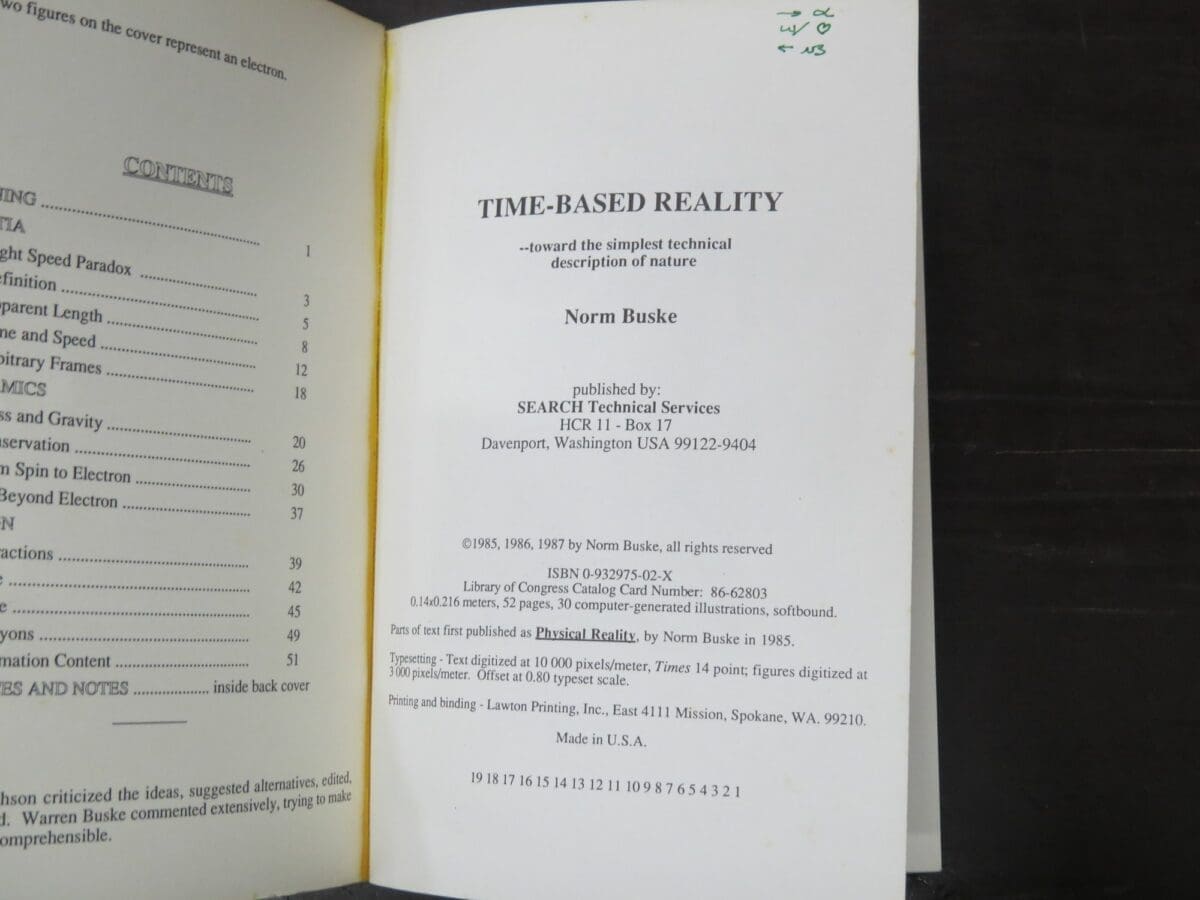 wo figures on the cover represent an electron.
CONTENTS
NING ........................................ 1
TIA
ght Speed Paradox ........................ 3
finition ........................................ 5
parent Length .............................. 8
me and Speed .............................. 12
bitrary Frames .............................. 18
MICS
ss and Gravity .............................. 20
servation .................................... 26
m Spin to Electron ........................ 30
Beyond Electron .......................... 37
N
actions ...................................... 39
e .............................................. 42
e .............................................. 45
yons .......................................... 49
mation Content ............................ 51
ES AND NOTES .................. inside back cover
hson criticized the ideas, suggested alternatives, edited,
d. Warren Buske commented extensively, trying to make
omprehensible.
TIME-BASED REALITY
--toward the simplest technical
description of nature
Norm Buske
published by:
SEARCH Technical Services
HCR 11 - Box 17
Davenport, Washington USA 99122-9404
©1985, 1986, 1987 by Norm Buske, all rights reserved
ISBN 0-932975-02-X
Library of Congress Catalog Card Number: 86-62803
0.14x0.216 meters, 52 pages, 30 computer-generated illustrations, softbound.
Parts of text first published as Physical Reality, by Norm Buske in 1985.
Typesetting - Text digitized at 10 000 pixels/meter, Times 14 point; figures digitized at
3 000 pixels/meter. Offset at 0.80 typeset scale.
Printing and binding - Lawton Printing, Inc., East 4111 Mission, Spokane, WA. 99210.
Made in U.S.A.
19 18 17 16 15 14 13 12 11 10 9 8 7 6 5 4 3 2 1